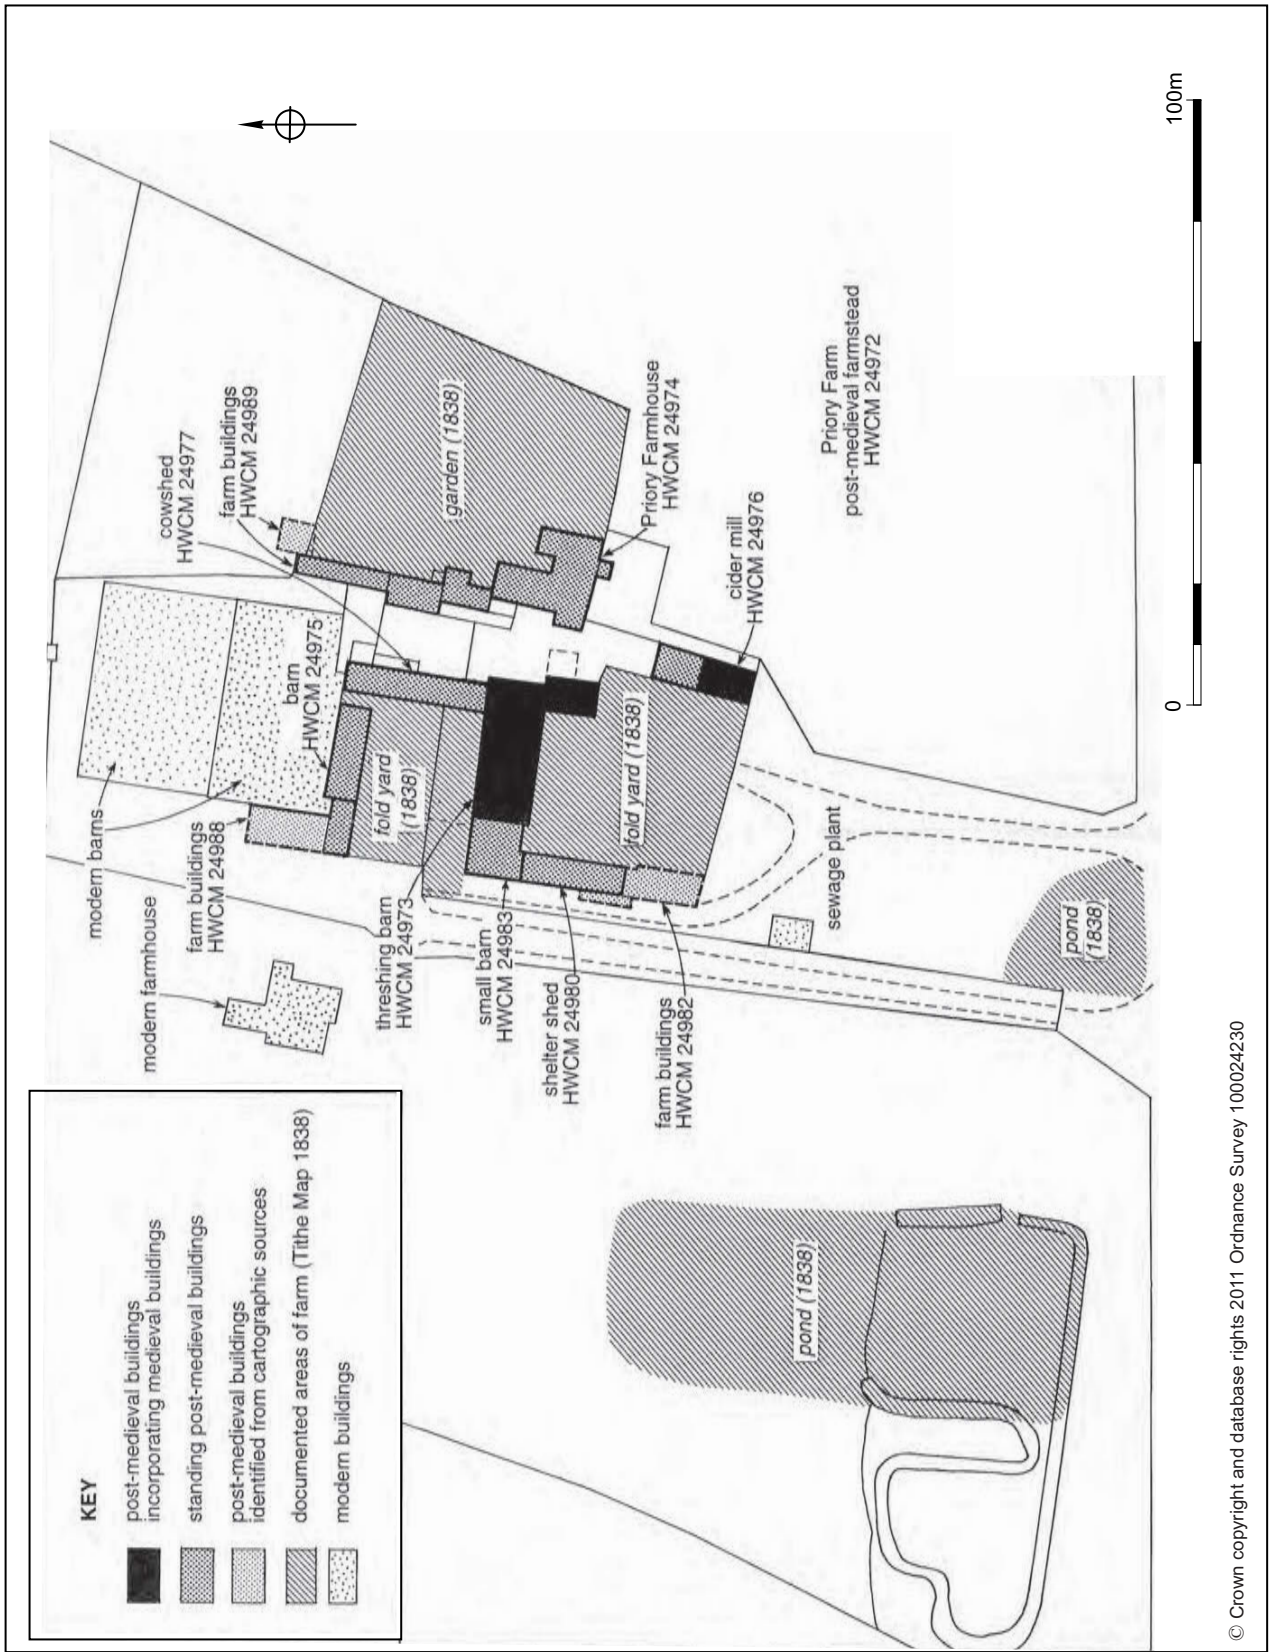 KEY
post-medieval buildings
incorporating medieval buildings
standing post-medieval buildings
post-medieval buildings
identified from cartographic sources
documented areas of farm (Tithe Map 1838)
modern buildings
modern farmhouse
modern barns
farm buildings
HWCM 24988
barn
HWCM 24975
cowshed
HWCM 24977
farm buildings
HWCM 24989
fold yard
(1838)
garden (1838)
threshing barn
HWCM 24973
small barn
HWCM 24983
shelter shed
HWCM 24980
farm buildings
HWCM 24982
fold yard (1838)
Priory Farmhouse
HWCM 24974
cider mill
HWCM 24976
Priory Farm
post-medieval farmstead
HWCM 24972
sewage plant
pond (1838)
pond
(1838)
0
100m
© Crown copyright and database rights 2011 Ordnance Survey 100024230